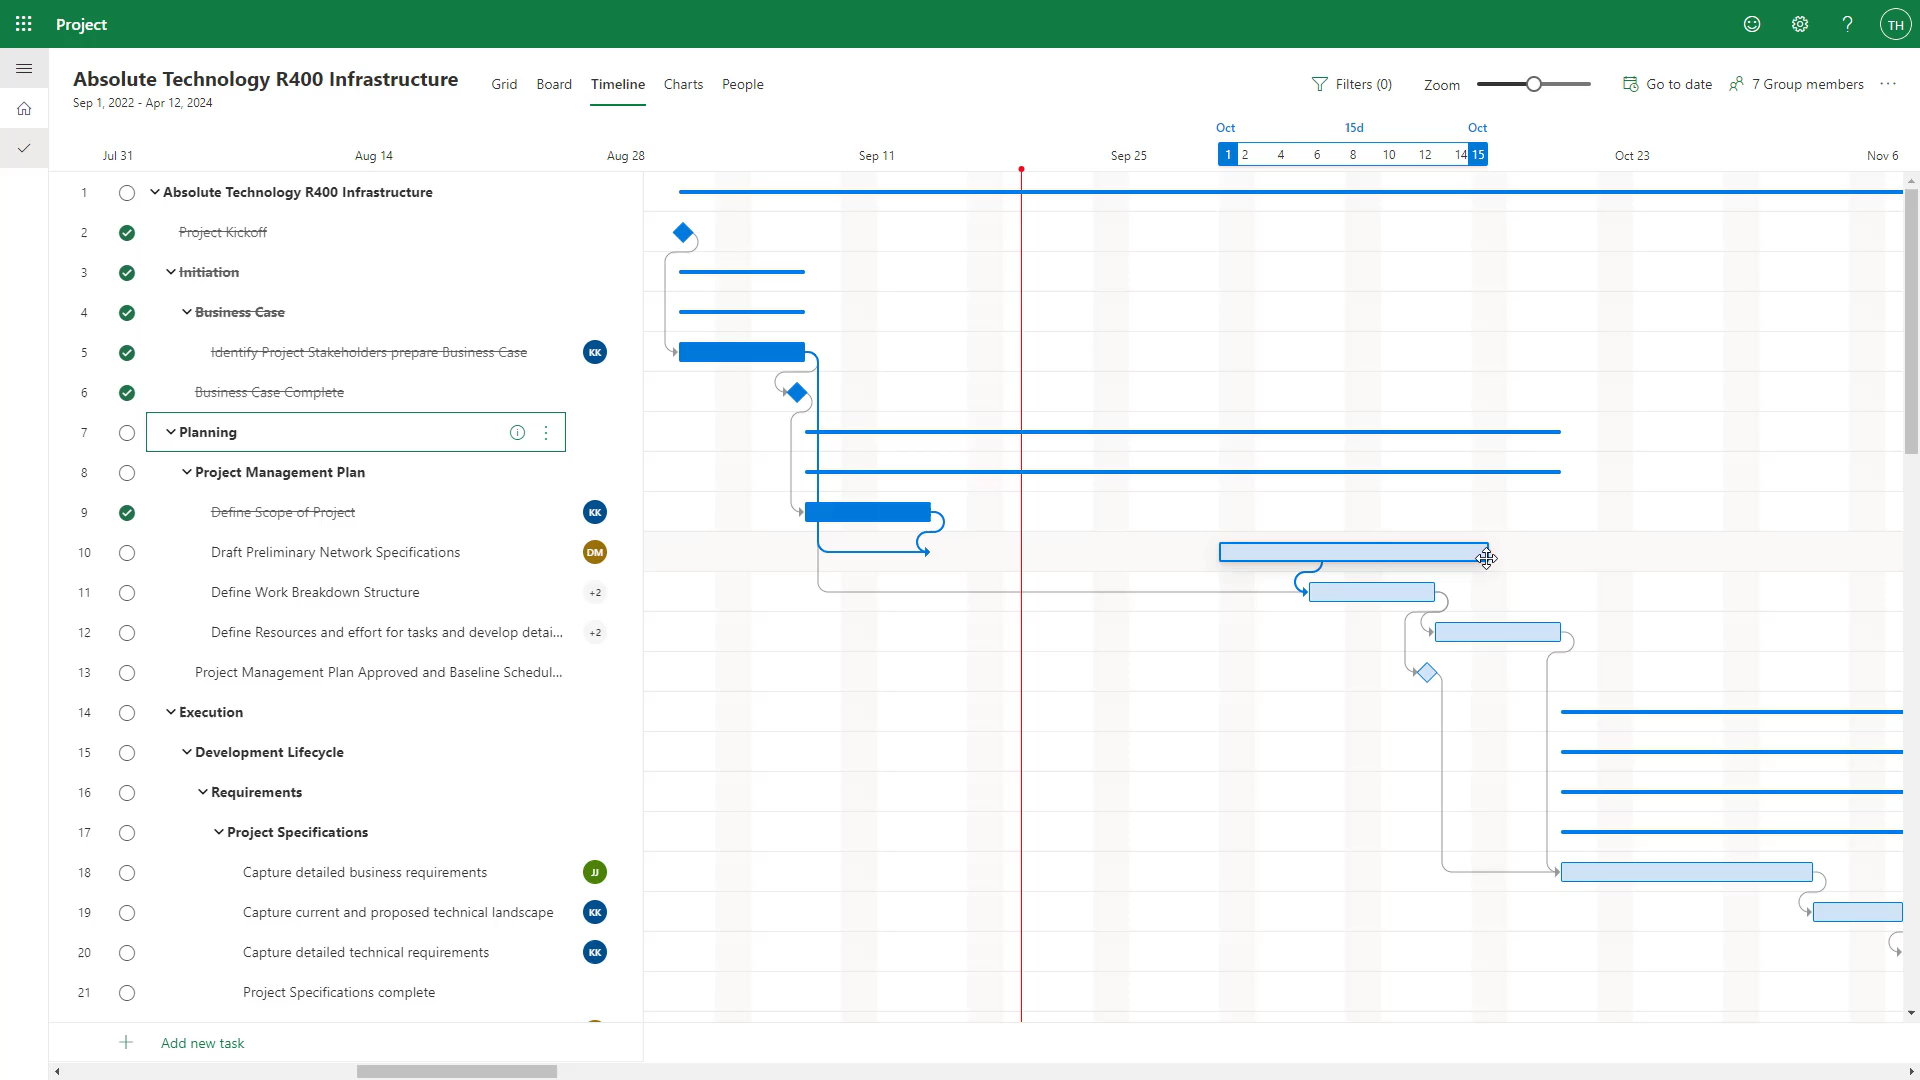 Project
?
TH
Absolute Technology R400 Infrastructure
Sep 1, 2022 - Apr 12, 2024
Grid Board Timeline Charts People
Filters (0)
Zoom
Go to date
7 Group members
Oct 15d Oct
Jul 31 Aug 14 Aug 28 Sep 11 Sep 25 1 2 4 6 8 10 12 14 15 Oct 23 Nov 6
1 Absolute Technology R400 Infrastructure
2 Project Kickoff
3 Initiation
4 Business Case
5 Identify Project Stakeholders prepare Business Case KK
6 Business Case Complete
7 Planning
8 Project Management Plan
9 Define Scope of Project KK
10 Draft Preliminary Network Specifications DM
11 Define Work Breakdown Structure +2
12 Define Resources and effort for tasks and develop detai... +2
13 Project Management Plan Approved and Baseline Schedul...
14 Execution
15 Development Lifecycle
16 Requirements
17 Project Specifications
18 Capture detailed business requirements JJ
19 Capture current and proposed technical landscape KK
20 Capture detailed technical requirements KK
21 Project Specifications complete
Add new task